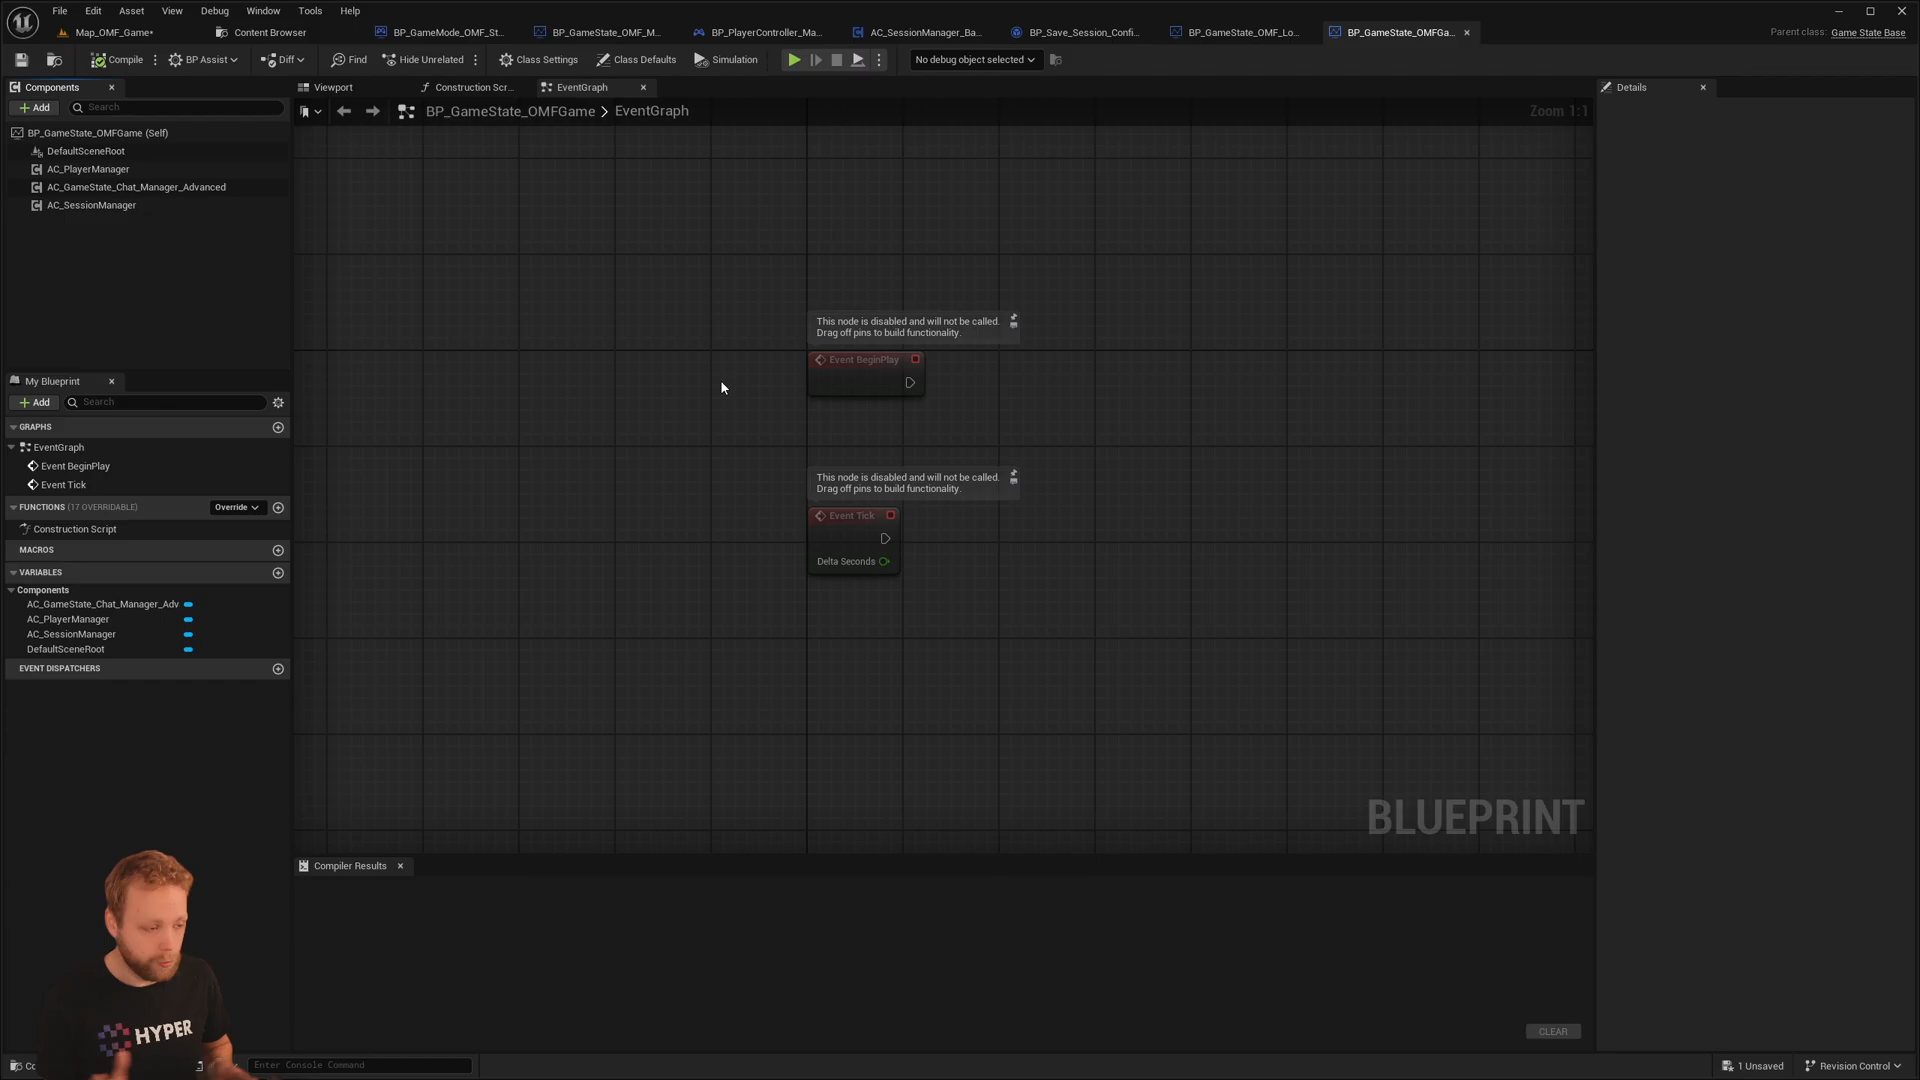 File Edit View Asset Debug Window Tools Help
Map_OMF_Game*
Content Browser
BP_GameMode_OMF_St...
BP_GameState_OMF_M...
BP_PlayerController_Ma...
AC_SessionManager_Ba...
BP_Save_Session_Confi...
BP_GameState_OMF_Lo...
BP_GameState_OMFGa...
Parent class: Game State Base
Compile
BP Assist
Diff
Find
Hide Unrelated
Class Settings
Class Defaults
Simulation
No debug object selected
Components
Add
Search
BP_GameState_OMFGame (Self)
DefaultSceneRoot
AC_PlayerManager
AC_GameState_Chat_Manager_Advanced
AC_SessionManager
My Blueprint
Add
Search
GRAPHS
EventGraph
Event BeginPlay
Event Tick
FUNCTIONS (17 OVERRIDABLE)
Override
Construction Script
MACROS
VARIABLES
Components
AC_GameState_Chat_Manager_Adv
AC_PlayerManager
AC_SessionManager
DefaultSceneRoot
EVENT DISPATCHERS
Viewport
Construction Scr...
EventGraph
BP_GameState_OMFGame > EventGraph
Zoom 1:1
This node is disabled and will not be called.
Drag off pins to build functionality.
Event BeginPlay
This node is disabled and will not be called.
Drag off pins to build functionality.
Event Tick
Delta Seconds
BLUEPRINT
Compiler Results
CLEAR
Details
HYPER
Enter Console Command
1 Unsaved
Revision Control